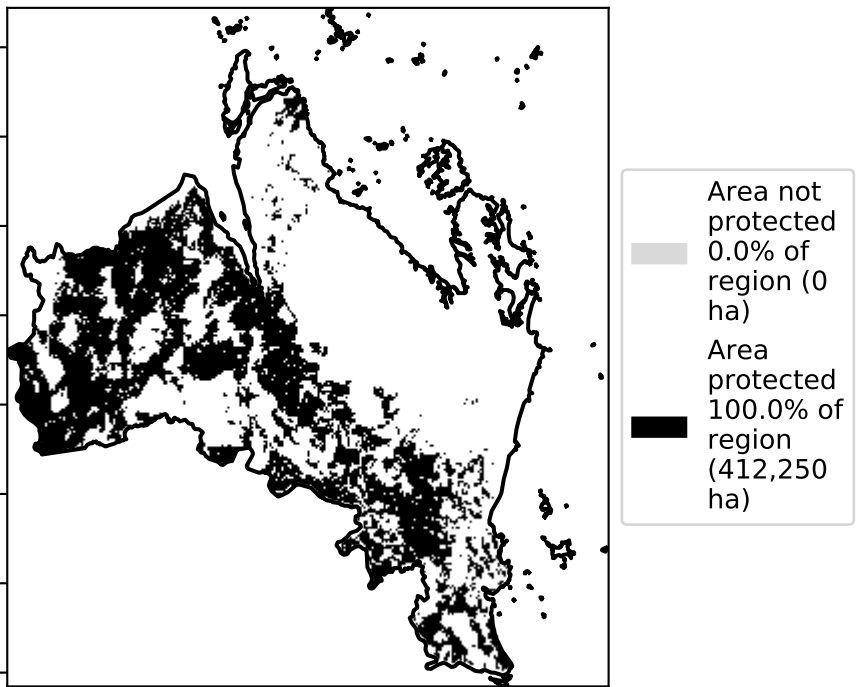 Area not
protected
0.0% of
region (0
ha)
Area
protected
100.0% of
region
(412,250
ha)